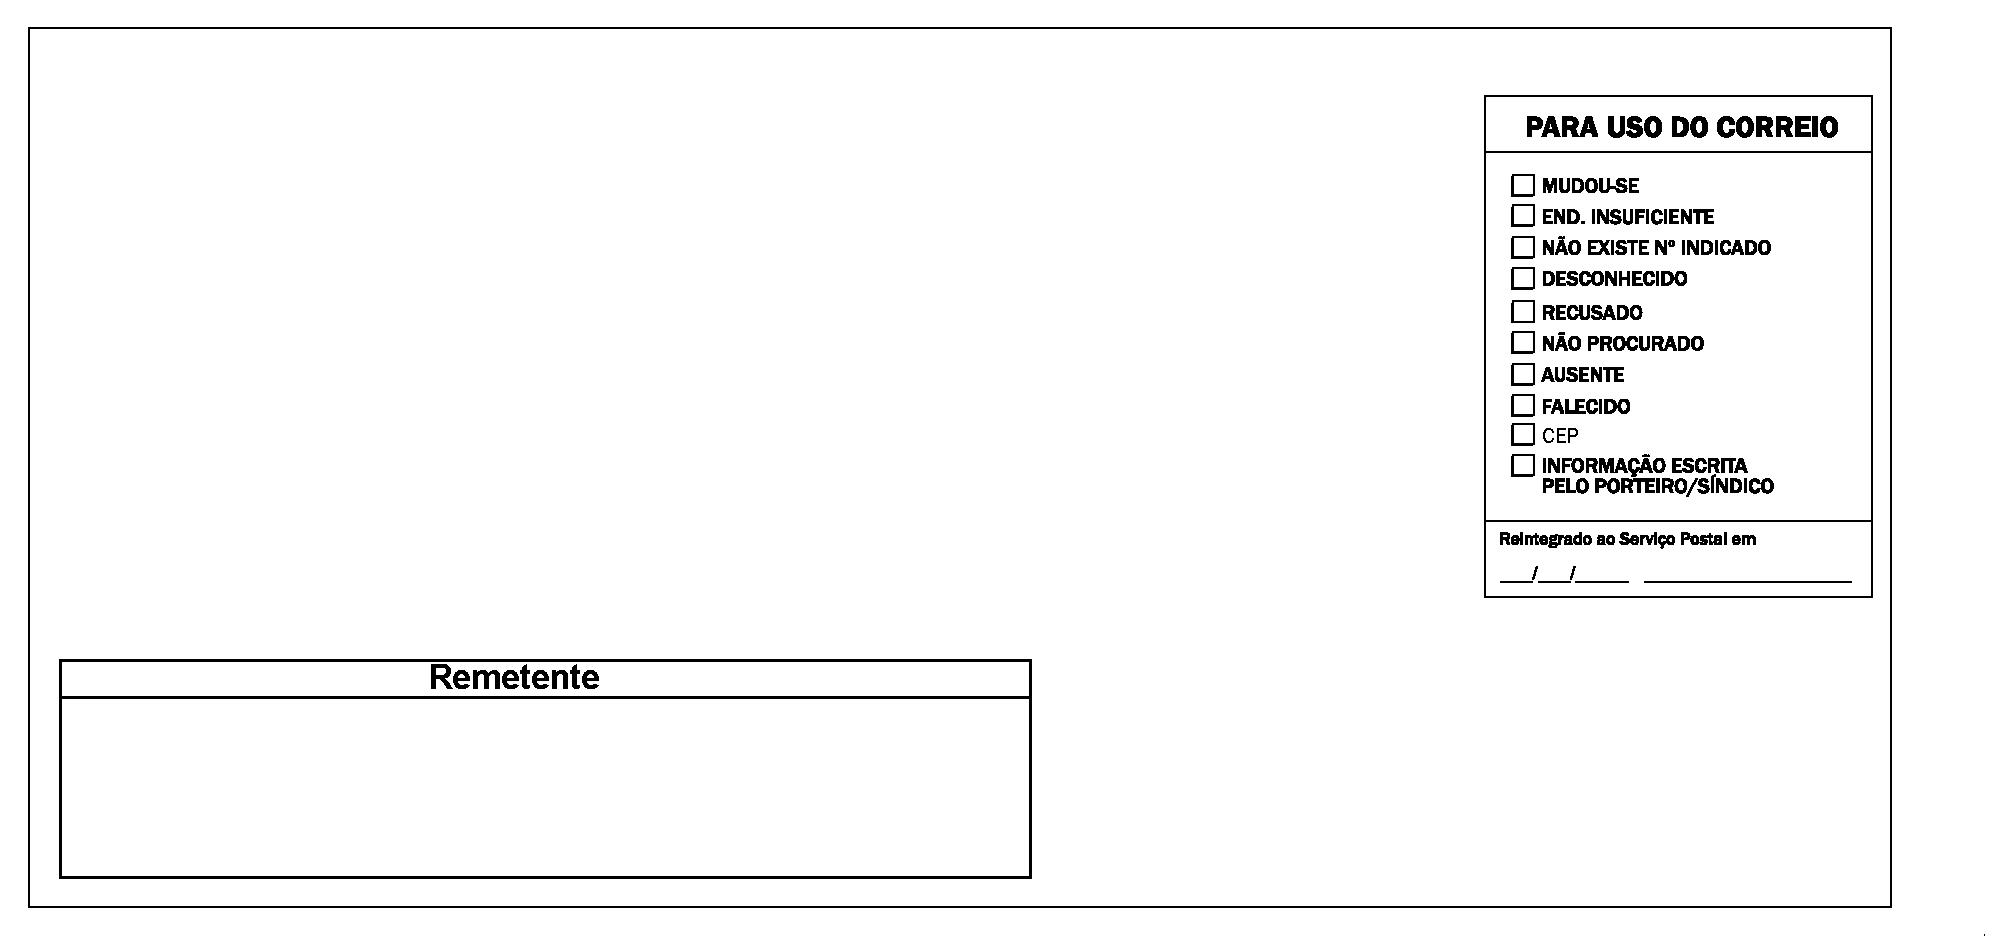 PARA USO DO CORREIO
MUDOU-SE
END. INSUFICIENTE
NÃO EXISTE Nº INDICADO
DESCONHECIDO
RECUSADO
NÃO PROCURADO
AUSENTE
FALECIDO
CEP
INFORMAÇÃO ESCRITA
PELO PORTEIRO/SÍNDICO
Reintegrado ao Serviço Postal em
___/___/_____ ____________________
Remetente